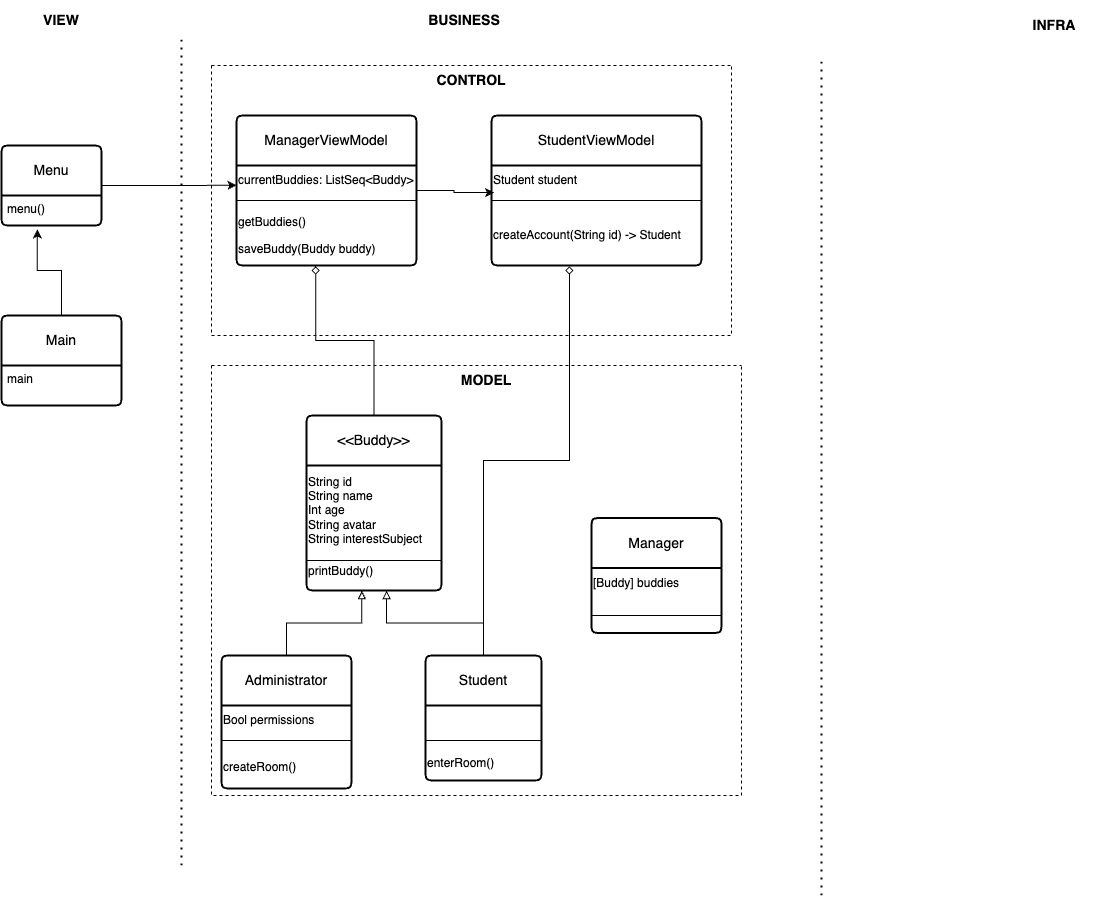 VIEW
BUSINESS
INFRA
CONTROL
ManagerViewModel
currentBuddies: ListSeq<Buddy>
getBuddies()
saveBuddy(Buddy buddy)
StudentViewModel
Student student
createAccount(String id) -> Student
Menu
menu()
Main
main
MODEL
<<Buddy>>
String id
String name
Int age
String avatar
String interestSubject
printBuddy()
Manager
[Buddy] buddies
Administrator
Bool permissions
createRoom()
Student
enterRoom()